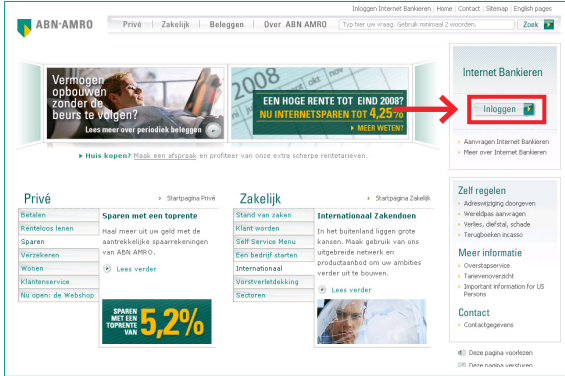 Inloggen Internet Bankieren | Home | Contact | Sitemap | English pages
ABN·AMRO
Privé | Zakelijk | Beleggen | Over ABN AMRO
Typ hier uw vraag. Gebruik minimaal 2 woorden.
Zoek
Vermogen
opbouwen
zonder de
beurs te volgen?
Lees meer over periodiek beleggen
2008
okt nov
EEN HOGE RENTE TOT EIND 2008?
NU INTERNETSPAREN TOT 4,25%
MEER WETEN?
Huis kopen? Maak een afspraak en profiteer van onze extra scherpe rentetarieven.
Internet Bankieren
Inloggen
Aanvragen Internet Bankieren
Meer over Internet Bankieren
Privé
Startpagina Privé
Betalen
Renteloos lenen
Sparen
Verzekeren
Wonen
Klantenservice
Nu open: de Webshop
Sparen met een toprente
Haal meer uit uw geld met de
aantrekkelijke spaarrekeningen
van ABN AMRO.
Lees verder
SPAREN
MET EEN
TOPRENTE
VAN
5,2%
Zakelijk
Startpagina Zakelijk
Stand van zaken
Klant worden
Self Service Menu
Een bedrijf starten
Internationaal
Vorstverletdekking
Sectoren
Internationaal Zakendoen
In het buitenland liggen grote
kansen. Maak gebruik van ons
uitgebreide netwerk en
productaanbod om uw ambities
verder uit te bouwen.
Lees verder
Zelf regelen
Adreswijziging doorgeven
Wereldpas aanvragen
Verlies, diefstal, schade
Terugboeken incasso
Meer informatie
Overstapservice
Tarievenoverzicht
Important information for US
Persons
Contact
Contactgegevens
Deze pagina voorlezen
Deze pagina versturen